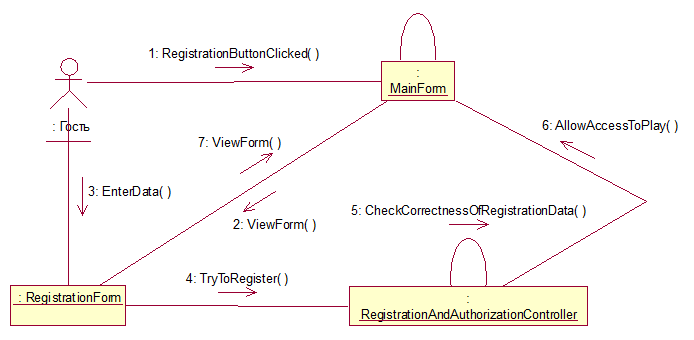 1: RegistrationButtonClicked( )
:
MainForm
: Гость
6: AllowAccessToPlay( )
7: ViewForm( )
3: EnterData( )
2: ViewForm( )
5: CheckCorrectnessOfRegistrationData( )
4: TryToRegister( )
: RegistrationForm
:
RegistrationAndAuthorizationController